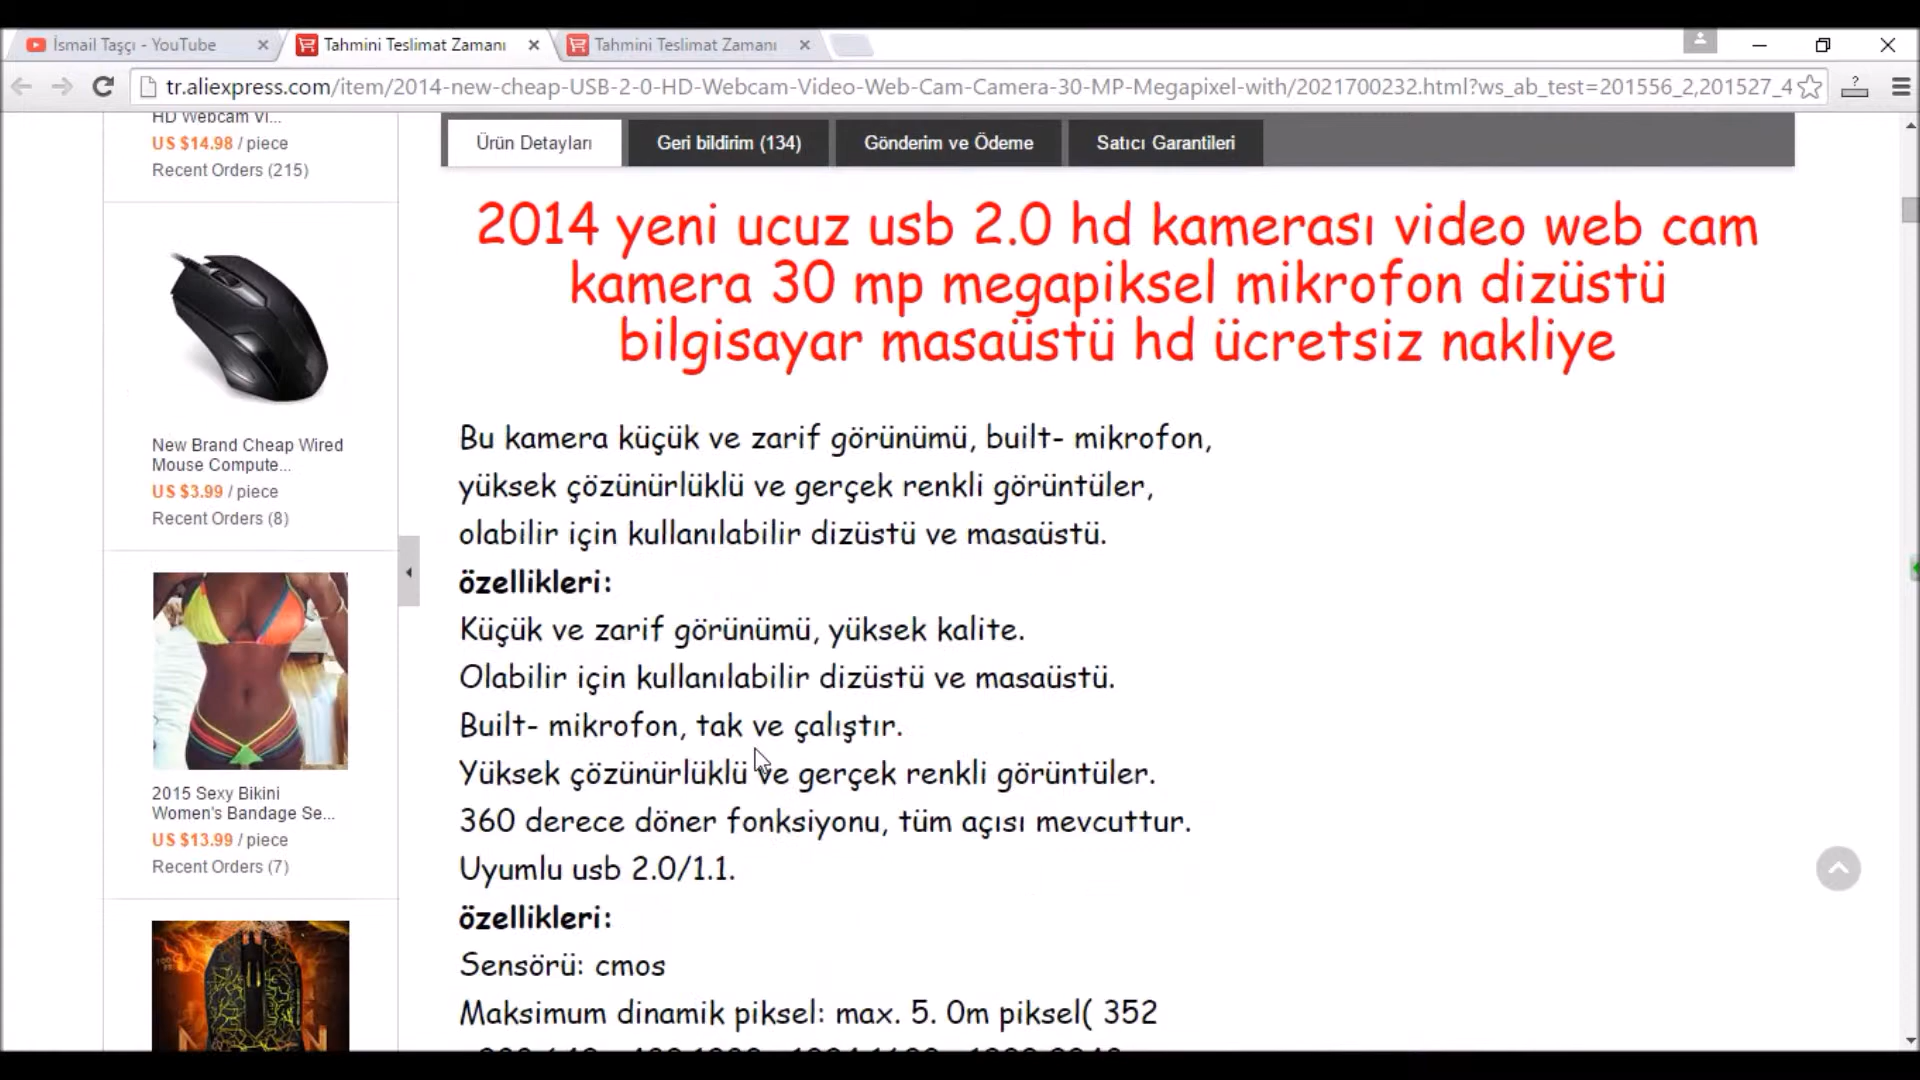 İsmail Taşçı - YouTube
Tahmini Teslimat Zamanı
Tahmini Teslimat Zamanı
tr.aliexpress.com/item/2014-new-cheap-USB-2-0-HD-Webcam-Video-Web-Cam-Camera-30-MP-Megapixel-with/2021700232.html?ws_ab_test=201556_2,201527_4
HD Webcam Vi...
US $14.98 / piece
Recent Orders (215)
New Brand Cheap Wired
Mouse Compute...
US $3.99 / piece
Recent Orders (8)
2015 Sexy Bikini
Women's Bandage Se...
US $13.99 / piece
Recent Orders (7)
Ürün Detayları
Geri bildirim (134)
Gönderim ve Ödeme
Satıcı Garantileri
2014 yeni ucuz usb 2.0 hd kamerası video web cam
kamera 30 mp megapiksel mikrofon dizüstü
bilgisayar masaüstü hd ücretsiz nakliye
Bu kamera küçük ve zarif görünümü, built- mikrofon,
yüksek çözünürlüklü ve gerçek renkli görüntüler,
olabilir için kullanılabilir dizüstü ve masaüstü.
özellikleri:
Küçük ve zarif görünümü, yüksek kalite.
Olabilir için kullanılabilir dizüstü ve masaüstü.
Built- mikrofon, tak ve çalıştır.
Yüksek çözünürlüklü ve gerçek renkli görüntüler.
360 derece döner fonksiyonu, tüm açısı mevcuttur.
Uyumlu usb 2.0/1.1.
özellikleri:
Sensörü: cmos
Maksimum dinamik piksel: max. 5. 0m piksel( 352